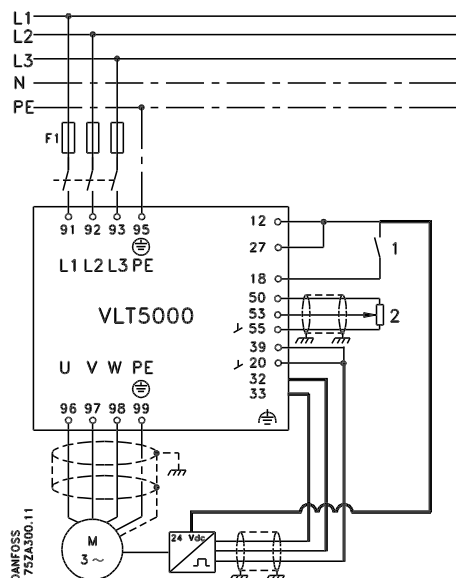 L1
L2
L3
N
PE
F1
91 92 93 95
L1 L2 L3 PE
VLT5000
U V W PE
96 97 98 99
12
27
18
50
53
55
39
20
32
33
1
2
M
3 ~
24 Vdc
DANFOSS
75ZA300.11